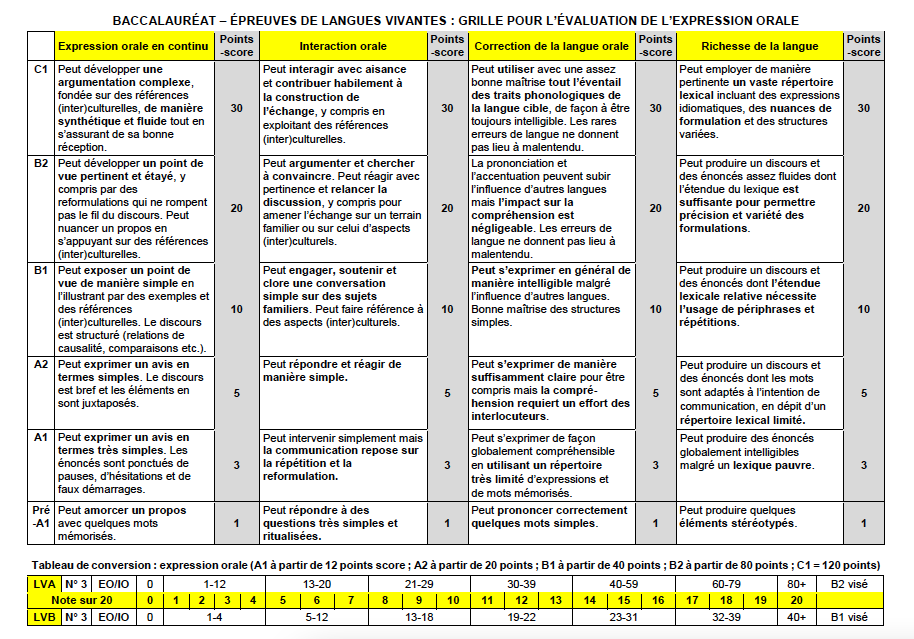 BACCALAURÉAT – ÉPREUVES DE LANGUES VIVANTES : GRILLE POUR L'ÉVALUATION DE L'EXPRESSION ORALE
Expression orale en continu
Points
-score
Interaction orale
Points
-score
Correction de la langue orale
Points
-score
Richesse de la langue
Points
-score
C1
Peut développer une
argumentation complexe,
fondée sur des références
(inter)culturelles, de manière
synthétique et fluide tout en
s'assurant de sa bonne
réception.
30
Peut interagir avec aisance
et contribuer habilement à
la construction de
l'échange, y compris en
exploitant des références
(inter)culturelles.
30
Peut utiliser avec une assez
bonne maîtrise tout l'éventail
des traits phonologiques de
la langue cible, de façon à être
toujours intelligible. Les rares
erreurs de langue ne donnent
pas lieu à malentendu.
30
Peut employer de manière
pertinente un vaste répertoire
lexical incluant des expressions
idiomatiques, des nuances de
formulation et des structures
variées.
30
B2
Peut développer un point de
vue pertinent et étayé, y
compris par des
reformulations qui ne rompent
pas le fil du discours. Peut
nuancer un propos en
s'appuyant sur des références
(inter)culturelles.
20
Peut argumenter et chercher
à convaincre. Peut réagir avec
pertinence et relancer la
discussion, y compris pour
amener l'échange sur un terrain
familier ou sur celui d'aspects
(inter)culturels.
20
La prononciation et
l'accentuation peuvent subir
l'influence d'autres langues
mais l'impact sur la
compréhension est
négligeable. Les erreurs de
langue ne donnent pas lieu à
malentendu.
20
Peut produire un discours et
des énoncés assez fluides dont
l'étendue du lexique est
suffisante pour permettre
précision et variété des
formulations.
20
B1
Peut exposer un point de
vue de manière simple en
l'illustrant par des exemples et
des références
(inter)culturelles. Le discours
est structuré (relations de
causalité, comparaisons etc.).
10
Peut engager, soutenir et
clore une conversation
simple sur des sujets
familiers. Peut faire référence à
des aspects (inter)culturels.
10
Peut s'exprimer en général de
manière intelligible malgré
l'influence d'autres langues.
Bonne maîtrise des structures
simples.
10
Peut produire un discours et
des énoncés dont l'étendue
lexicale relative nécessite
l'usage de périphrases et
répétitions.
10
A2
Peut exprimer un avis en
termes simples. Le discours
est bref et les éléments en
sont juxtaposés.
5
Peut répondre et réagir de
manière simple.
5
Peut s'exprimer de manière
suffisamment claire pour être
compris mais la compré-
hension requiert un effort des
interlocuteurs.
5
Peut produire un discours et
des énoncés dont les mots
sont adaptés à l'intention de
communication, en dépit d'un
répertoire lexical limité.
5
A1
Peut exprimer un avis en
termes très simples. Les
énoncés sont ponctués de
pauses, d'hésitations et de
faux démarrages.
3
Peut intervenir simplement mais
la communication repose sur
la répétition et la
reformulation.
3
Peut s'exprimer de façon
globalement compréhensible
en utilisant un répertoire
très limité d'expressions et
de mots mémorisés.
3
Peut produire des énoncés
globalement intelligibles
malgré un lexique pauvre.
3
Pré
-A1
Peut amorcer un propos
avec quelques mots
mémorisés.
1
Peut répondre à des
questions très simples et
ritualisées.
1
Peut prononcer correctement
quelques mots simples.
1
Peut produire quelques
éléments stéréotypés.
1
Tableau de conversion : expression orale (A1 à partir de 12 points score ; A2 à partir de 20 points ; B1 à partir de 40 points ; B2 à partir de 80 points ; C1 = 120 points)
LVA N° 3 EO/IO 0 1-12 13-20 21-29 30-39 40-59 60-79 80+ B2 visé
Note sur 20 0 1 2 3 4 5 6 7 8 9 10 11 12 13 14 15 16 17 18 19 20
LVB N° 3 EO/IO 0 1-4 5-12 13-18 19-22 23-31 32-39 40+ B1 visé